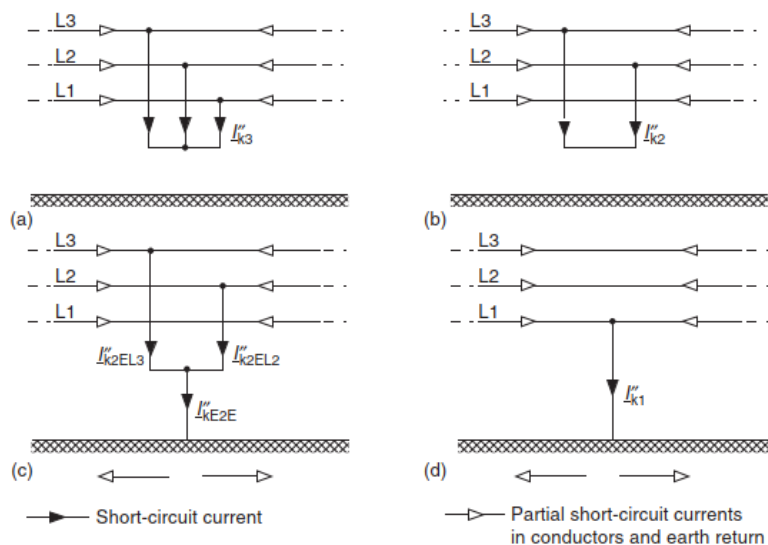 L3
L2
L1
I"k3
(a)
L3
L2
L1
I"k2
(b)
L3
L2
L1
I"k2EL3
I"k2EL2
I"kE2E
(c)
L3
L2
L1
I"k1
(d)
Short-circuit current
Partial short-circuit currents
in conductors and earth return